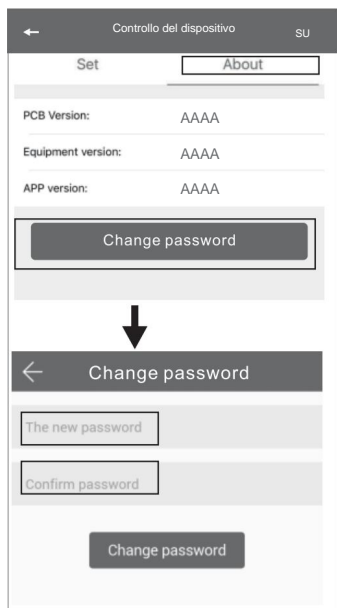 Controllo del dispositivo SU
Set About
PCB Version: AAAA
Equipment version: AAAA
APP version: AAAA
Change password
Change password
The new password
Confirm password
Change password